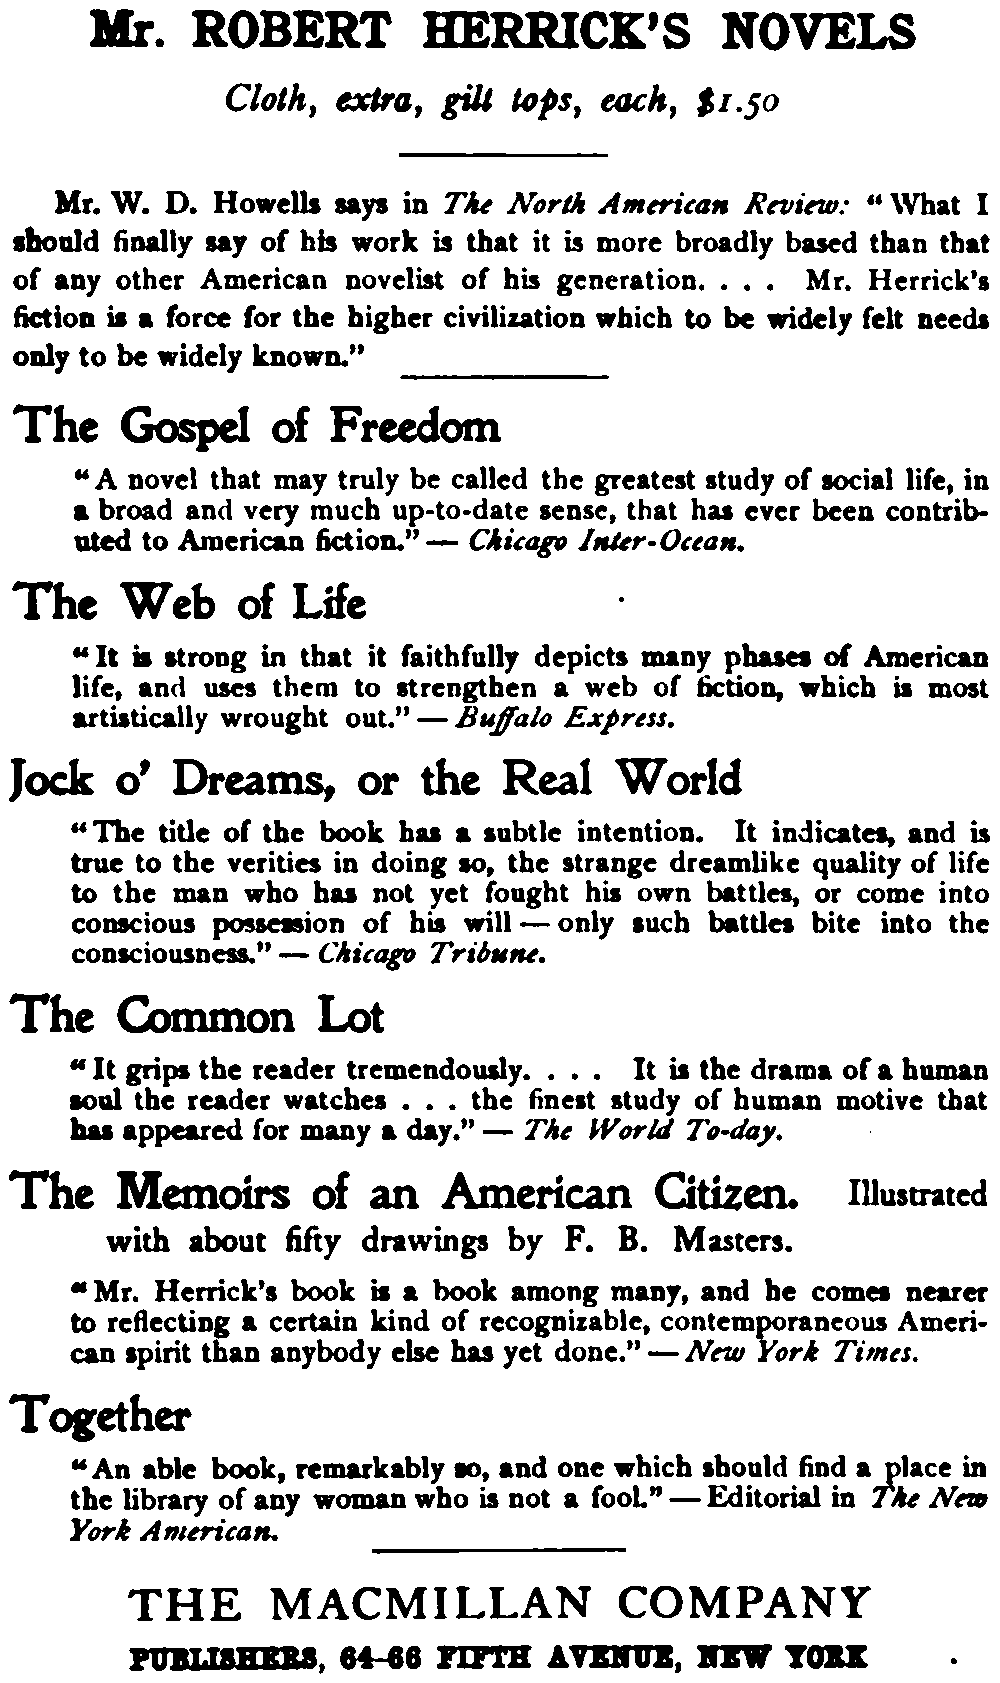 Mr. ROBERT HERRICK'S NOVELS
Cloth, extra, gilt tops, each, $1.50
Mr. W. D. Howells says in The North American Review: "What I
should finally say of his work is that it is more broadly based than that
of any other American novelist of his generation. . . . Mr. Herrick's
fiction is a force for the higher civilization which to be widely felt needs
only to be widely known."
The Gospel of Freedom
"A novel that may truly be called the greatest study of social life, in
a broad and very much up-to-date sense, that has ever been contrib-
uted to American fiction." — Chicago Inter-Ocean.
The Web of Life
"It is strong in that it faithfully depicts many phases of American
life, and uses them to strengthen a web of fiction, which is most
artistically wrought out." — Buffalo Express.
Jock o' Dreams, or the Real World
"The title of the book has a subtle intention. It indicates, and is
true to the verities in doing so, the strange dreamlike quality of life
to the man who has not yet fought his own battles, or come into
conscious possession of his will — only such battles bite into the
consciousness." — Chicago Tribune.
The Common Lot
"It grips the reader tremendously. . . . It is the drama of a human
soul the reader watches . . . the finest study of human motive that
has appeared for many a day." — The World To-day.
The Memoirs of an American Citizen. Illustrated
with about fifty drawings by F. B. Masters.
"Mr. Herrick's book is a book among many, and he comes nearer
to reflecting a certain kind of recognizable, contemporaneous Ameri-
can spirit than anybody else has yet done." — New York Times.
Together
"An able book, remarkably so, and one which should find a place in
the library of any woman who is not a fool." — Editorial in The New
York American.
THE MACMILLAN COMPANY
PUBLISHERS, 64-66 FIFTH AVENUE, NEW YORK